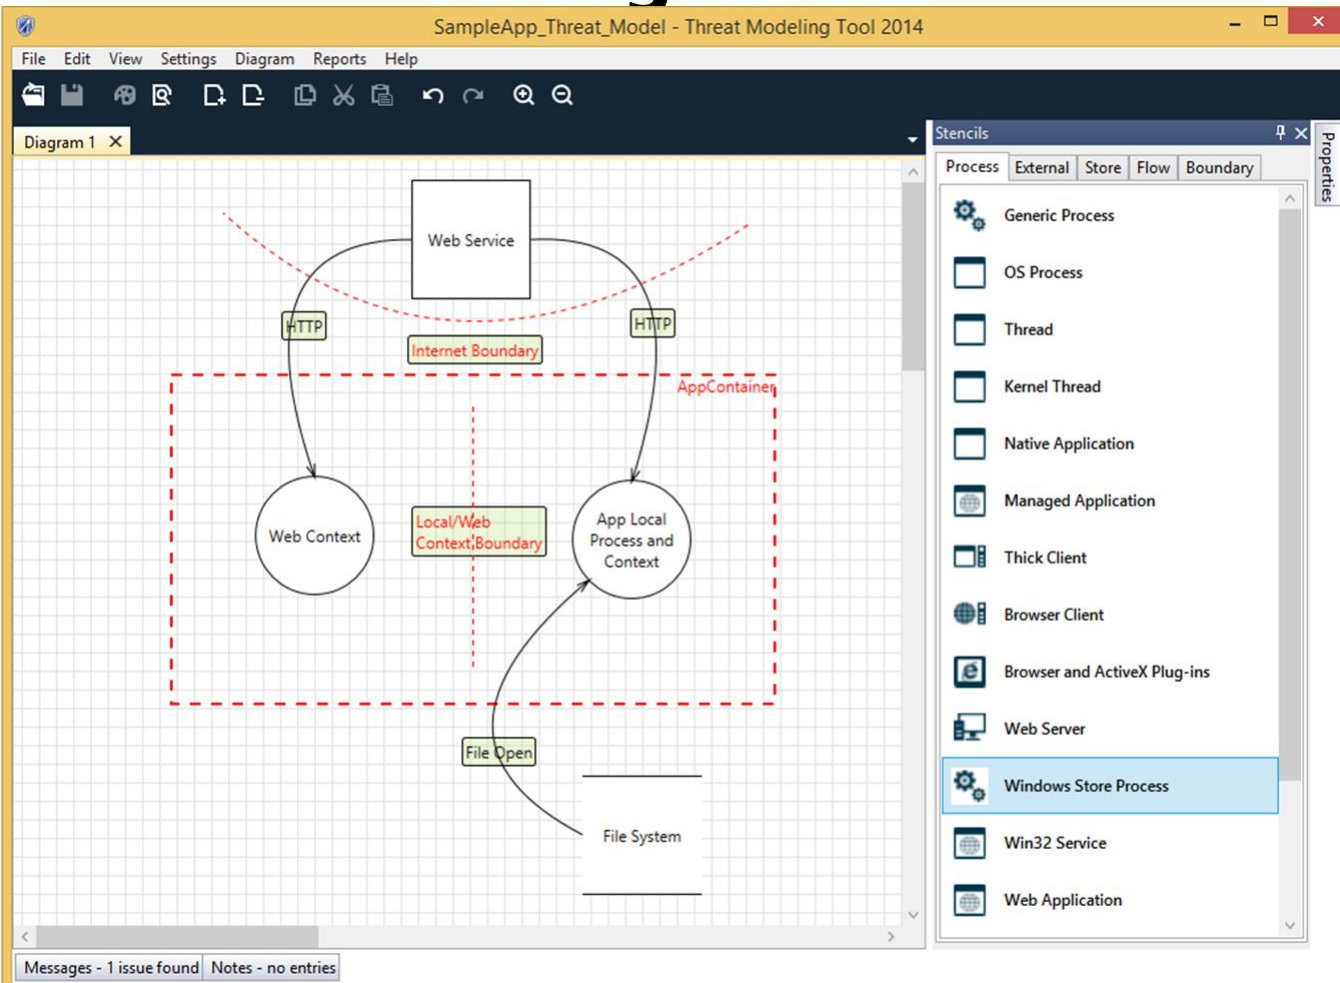 SampleApp_Threat_Model - Threat Modeling Tool 2014
File Edit View Settings Diagram Reports Help
Diagram 1
Stencils
Properties
Process External Store Flow Boundary
Web Service
HTTP
HTTP
Internet Boundary
AppContainer
Web Context
Local/Web
Context Boundary
App Local
Process and
Context
File Open
File System
Generic Process
OS Process
Thread
Kernel Thread
Native Application
Managed Application
Thick Client
Browser Client
Browser and ActiveX Plug-ins
Web Server
Windows Store Process
Win32 Service
Web Application
Messages - 1 issue found Notes - no entries